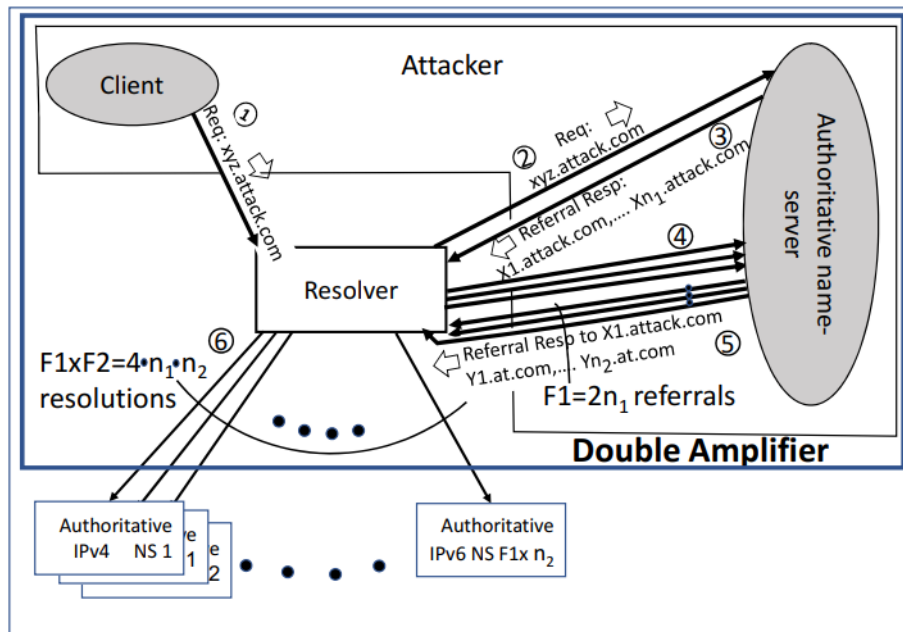 Attacker
Client
①
Req: xyz.attack.com
②
Req:
xyz.attack.com
③
Referral Resp:
X1.attack.com,.... Xn₁.attack.com
Authoritative name-
server
④
Resolver
⑤
Referral Resp to X1.attack.com
Y1.at.com,.... Yn₂.at.com
F1=2n₁ referrals
⑥
F1xF2=4•n₁•n₂
resolutions
Double Amplifier
Authoritative
IPv4 NS 1
ve
1
2
Authoritative
IPv6 NS F1x n₂